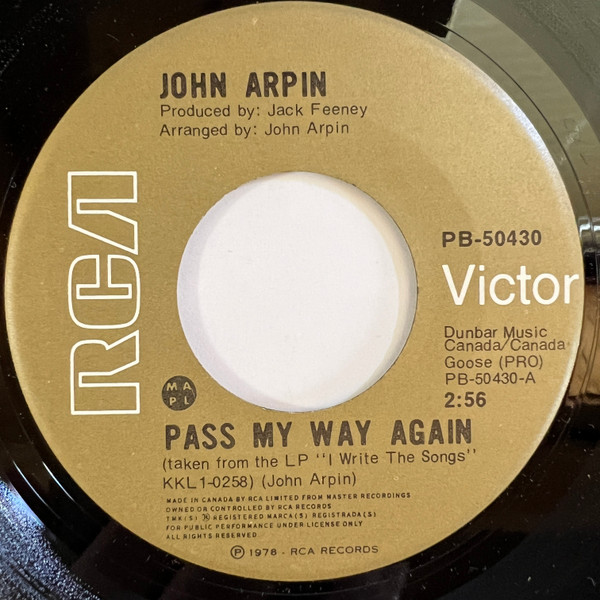 JOHN ARPIN
Produced by: Jack Feeney
Arranged by: John Arpin
RCA
PB-50430
Victor
Dunbar Music
Canada/Canada
Goose (PRO)
PB-50430-A
2:56
M A
P L
PASS MY WAY AGAIN
(taken from the LP "I Write The Songs"
KKL1-0258) (John Arpin)
MADE IN CANADA BY RCA LIMITED FROM MASTER RECORDINGS
OWNED OR CONTROLLED BY RCA RECORDS
TMK(S) ® REGISTERED MARCA(S) REGISTRADA(S)
FOR PUBLIC PERFORMANCE UNDER LICENSE ONLY
ALL RIGHTS RESERVED
℗ 1978 - RCA RECORDS